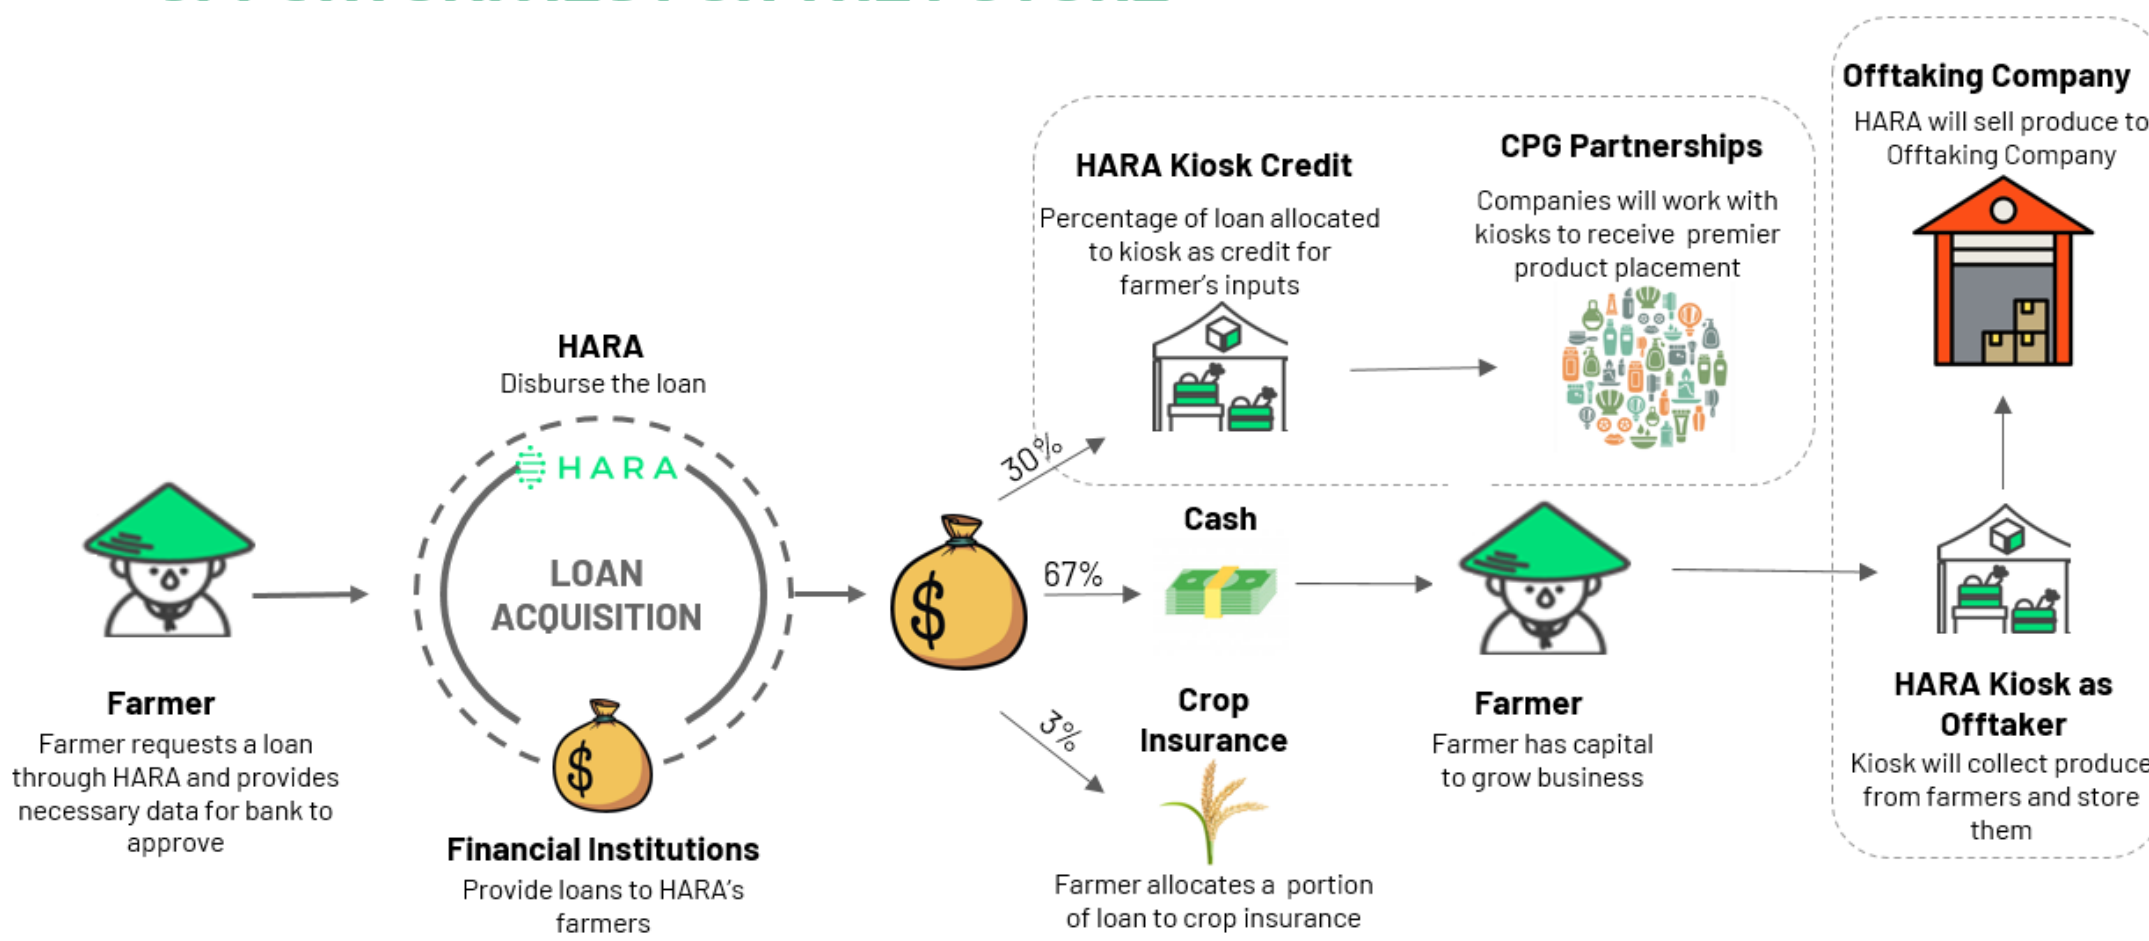 Farmer
Farmer requests a loan
through HARA and provides
necessary data for bank to
approve
HARA
Disburse the loan
HARA
LOAN
ACQUISITION
$
Financial Institutions
Provide loans to HARA's
farmers
$
30%
67%
3%
HARA Kiosk Credit
Percentage of loan allocated
to kiosk as credit for
farmer's inputs
CPG Partnerships
Companies will work with
kiosks to receive premier
product placement
Cash
Crop
Insurance
Farmer allocates a portion
of loan to crop insurance
Farmer
Farmer has capital
to grow business
Offtaking Company
HARA will sell produce to
Offtaking Company
HARA Kiosk as
Offtaker
Kiosk will collect produce
from farmers and store
them